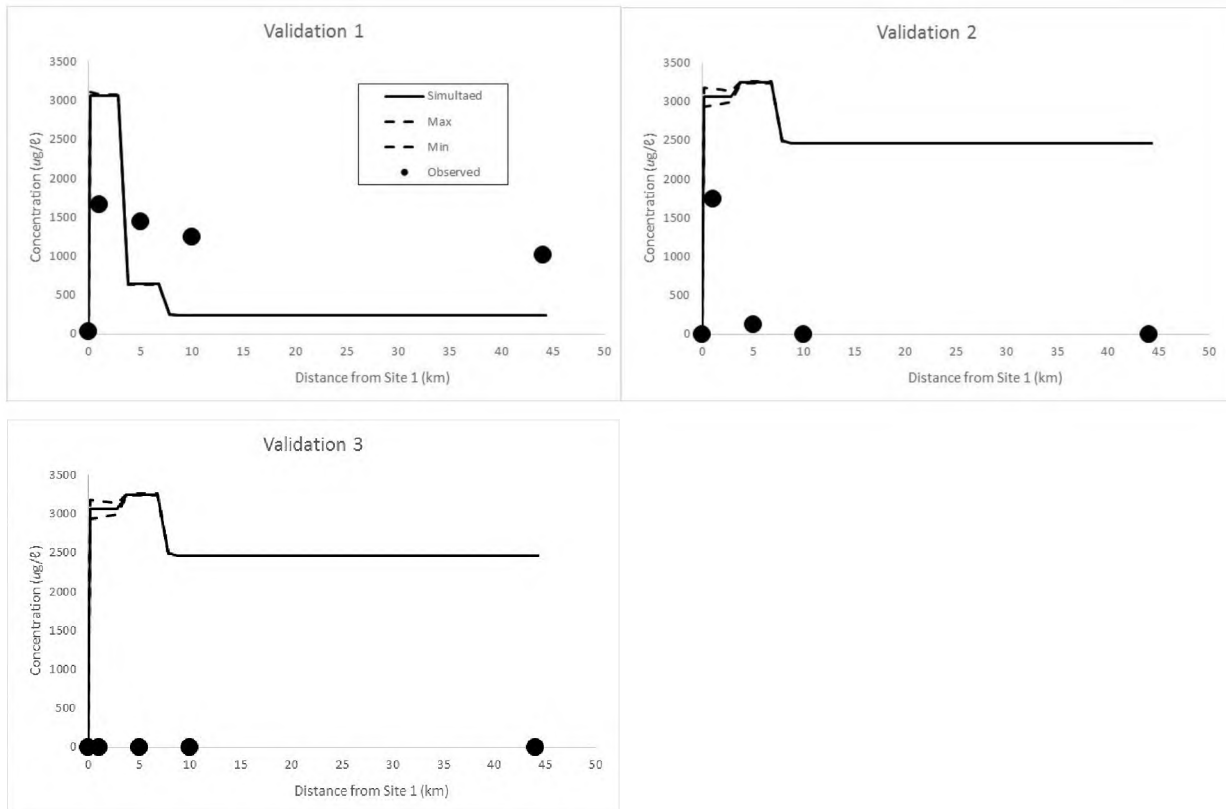 Validation 1
3500
3000
2500
2000
1500
1000
500
0
Concentration (ug/ℓ)
Simultaed
Max
Min
Observed
0 5 10 15 20 25 30 35 40 45 50
Distance from Site 1 (km)
Validation 2
3500
3000
2500
2000
1500
1000
500
0
Concentration (ug/ℓ)
0 5 10 15 20 25 30 35 40 45 50
Distance from Site 1 (km)
Validation 3
3500
3000
2500
2000
1500
1000
500
0
Concentration (ug/ℓ)
0 5 10 15 20 25 30 35 40 45 50
Distance from Site 1 (km)